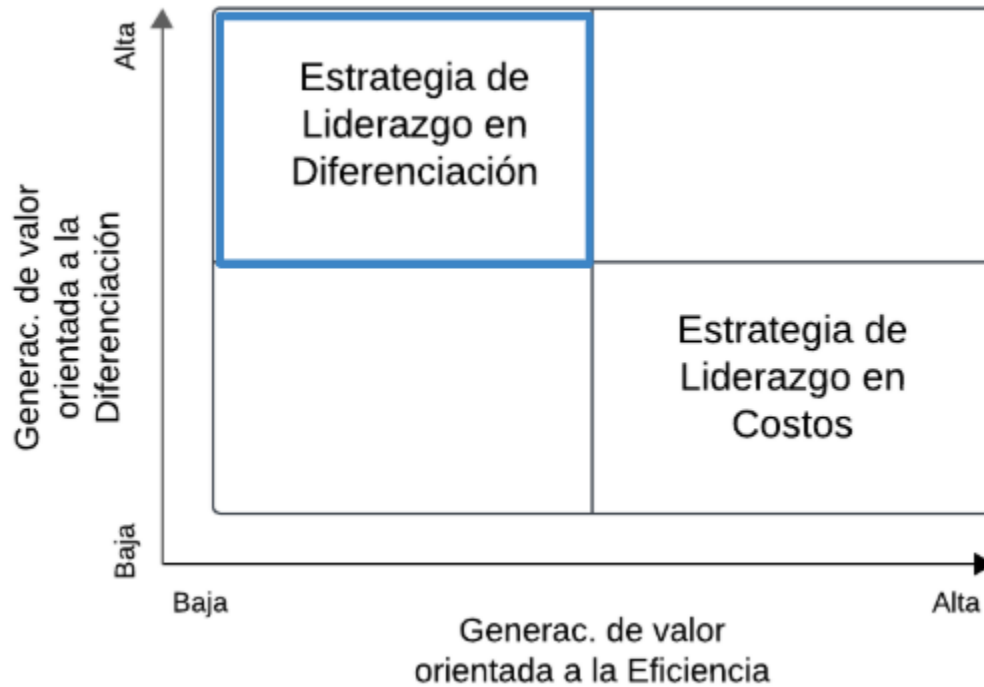 Alta
Estrategia de
Liderazgo en
Diferenciación
Generac. de valor
orientada a la
Diferenciación
Estrategia de
Liderazgo en
Costos
Baja
Baja
Alta
Generac. de valor
orientada a la Eficiencia